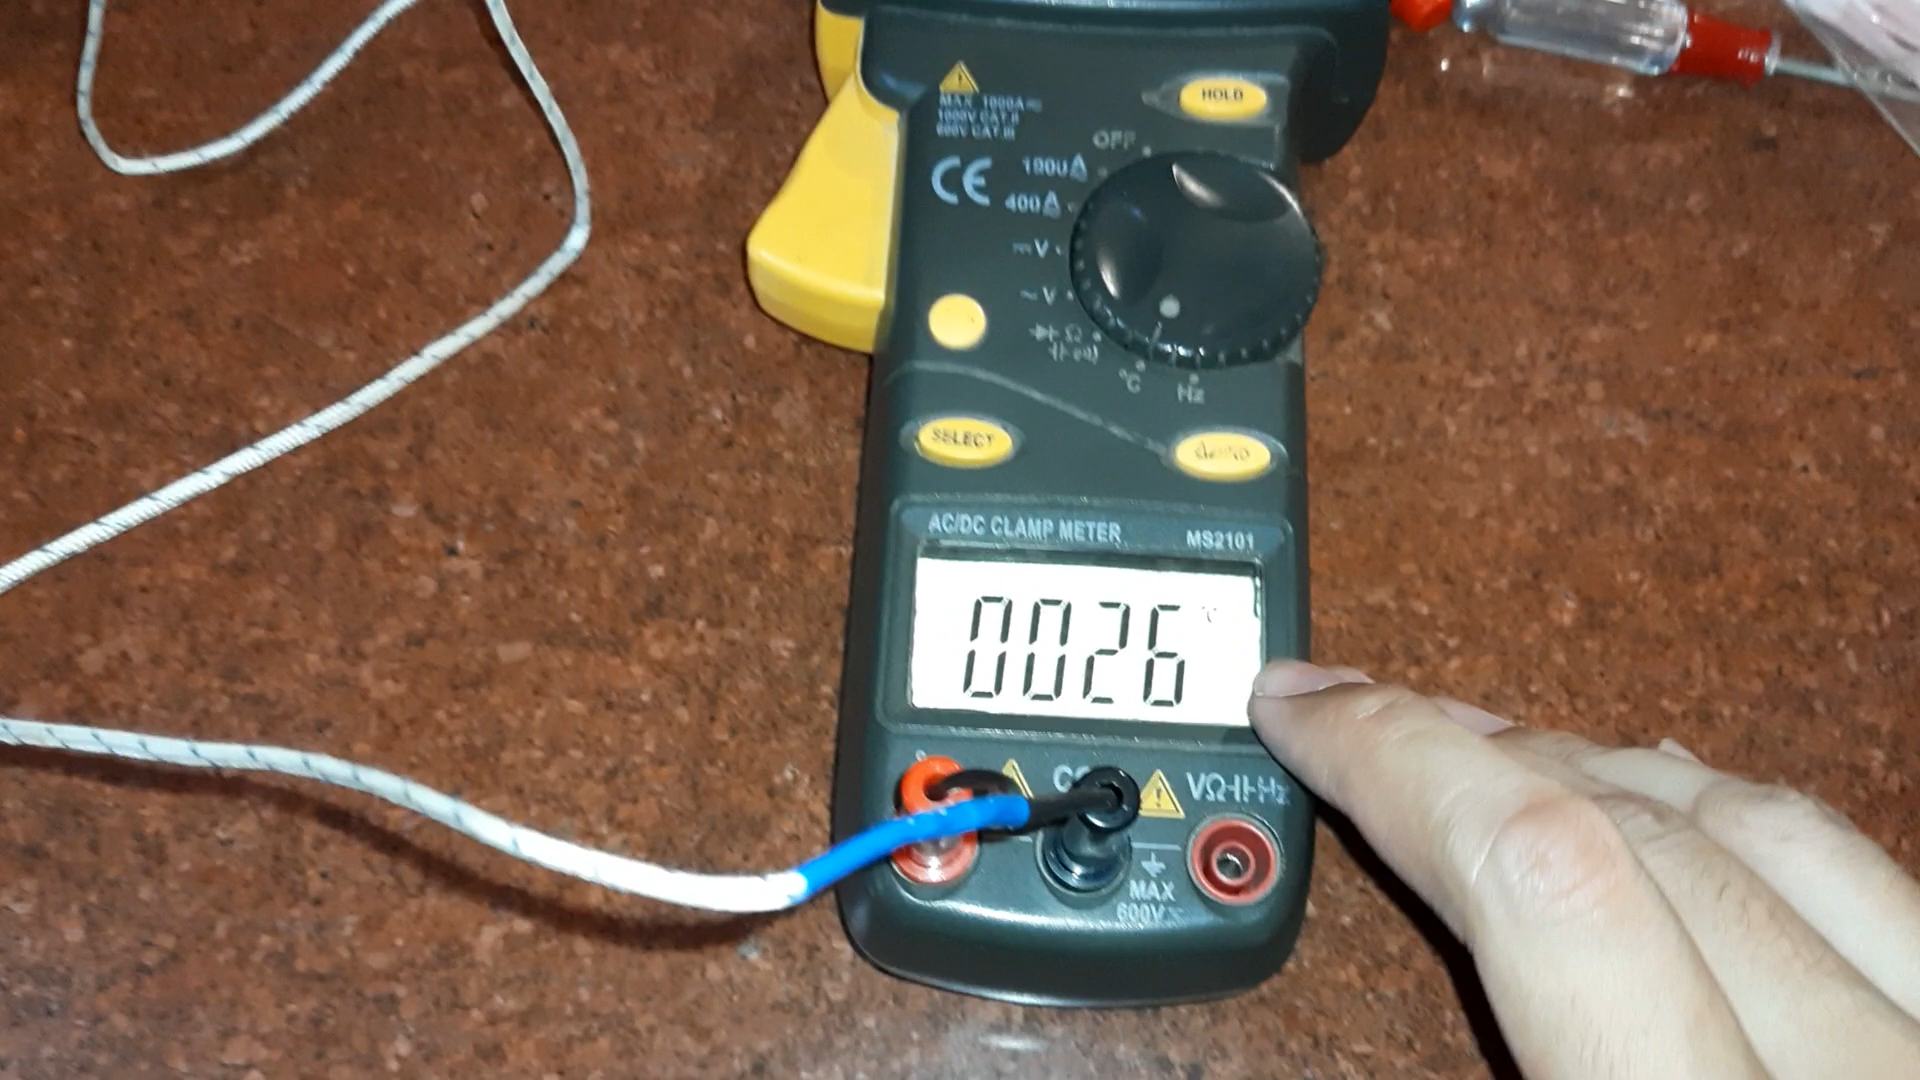 HOLD
MAX 1000A
1000V CAT.II
600V CAT.III
OFF
CE
1000A
400A
V
~V
Ω
°C
Hz
SELECT
AC/DC CLAMP METER
MS2101
0026 °C
VΩ Hz
MAX
600V